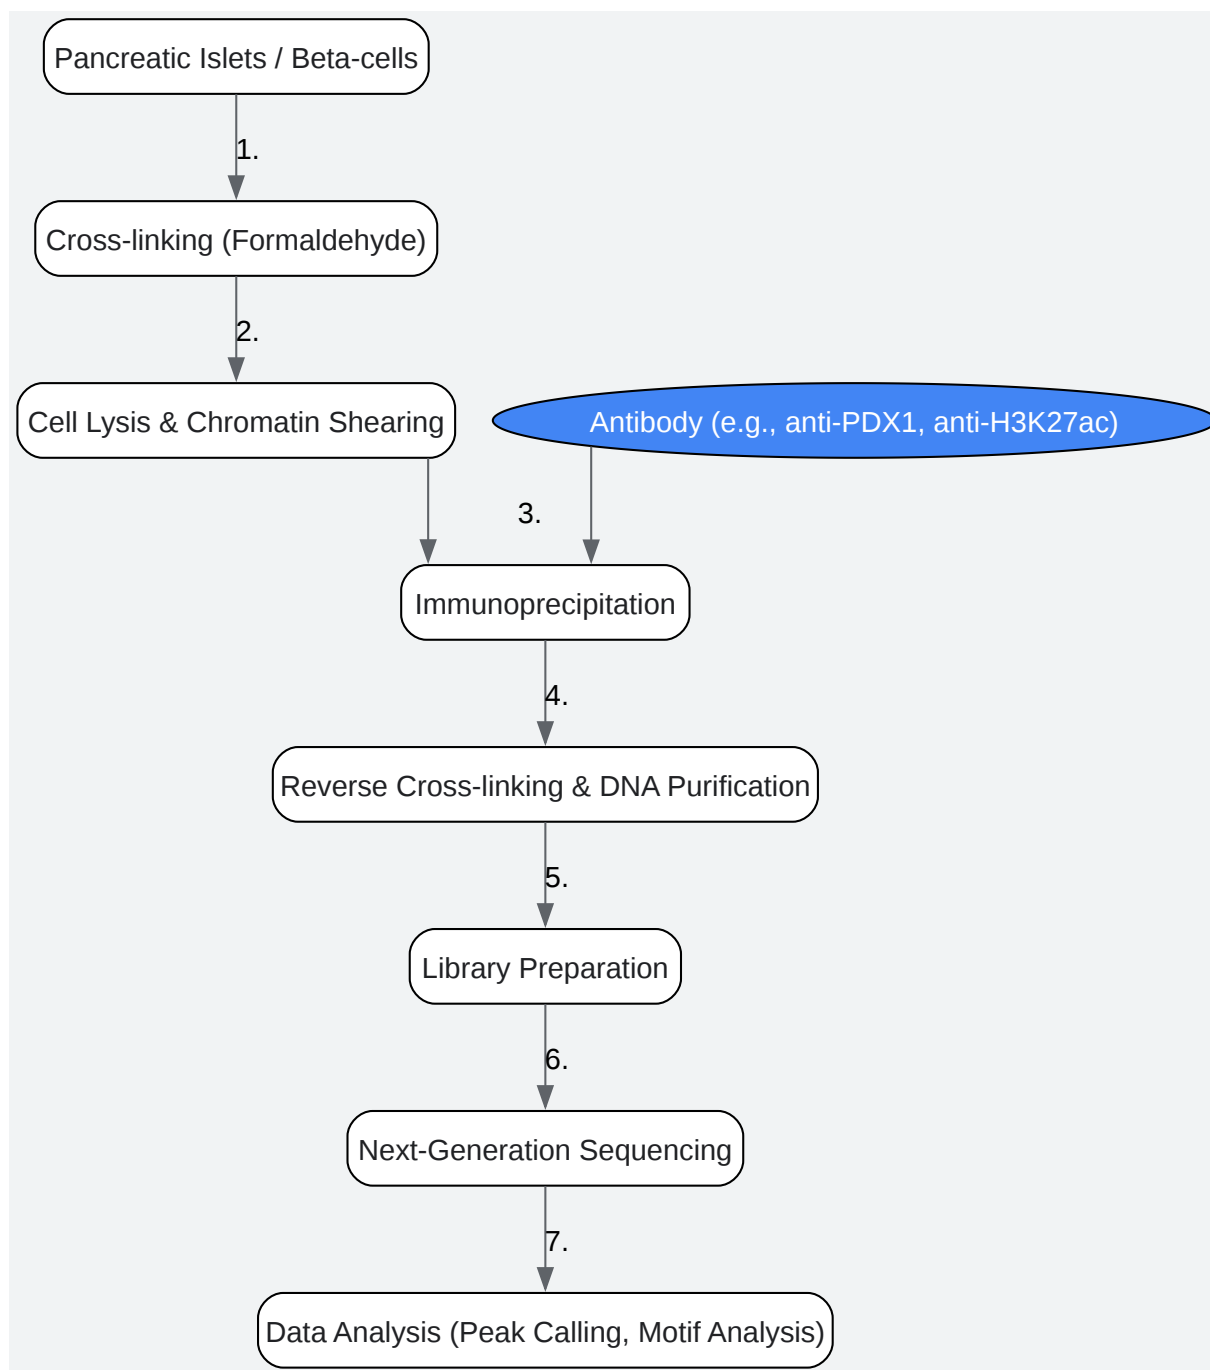 Pancreatic Islets / Beta-cells
1.
Cross-linking (Formaldehyde)
2.
Cell Lysis & Chromatin Shearing
Antibody (e.g., anti-PDX1, anti-H3K27ac)
3.
Immunoprecipitation
4.
Reverse Cross-linking & DNA Purification
5.
Library Preparation
6.
Next-Generation Sequencing
7.
Data Analysis (Peak Calling, Motif Analysis)